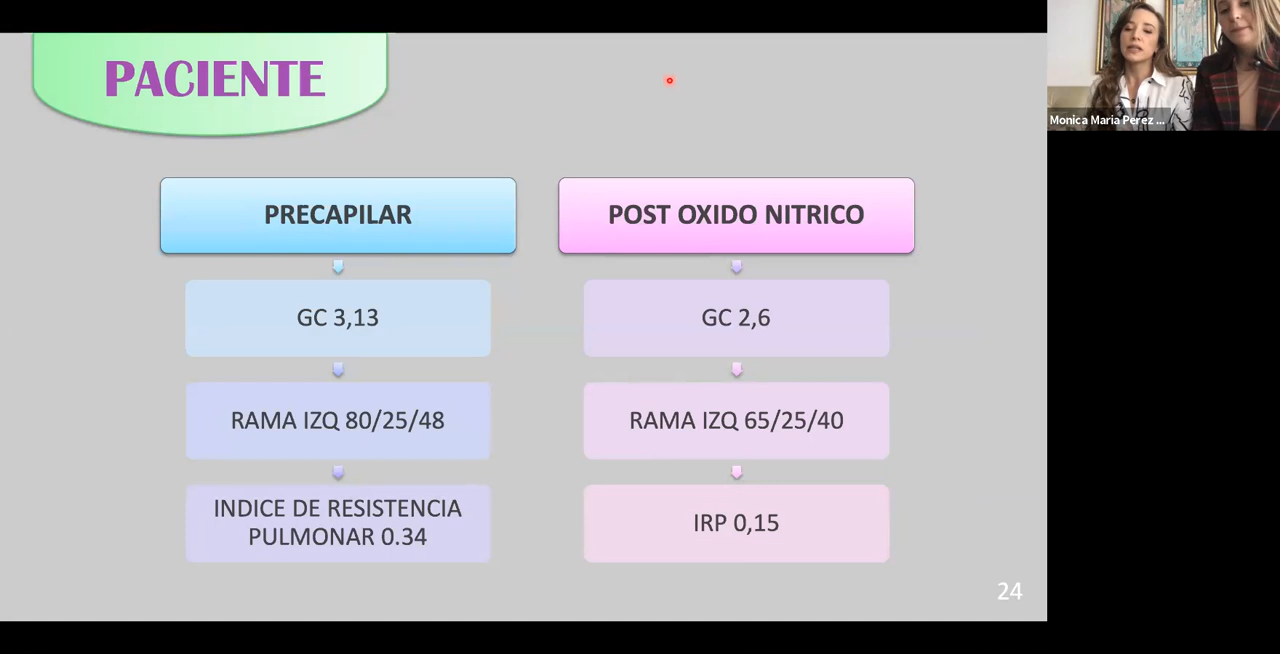 PACIENTE
PRECAPILAR
GC 3,13
RAMA IZQ 80/25/48
INDICE DE RESISTENCIA
PULMONAR 0.34
POST OXIDO NITRICO
GC 2,6
RAMA IZQ 65/25/40
IRP 0,15
24
Monica Maria Perez ...